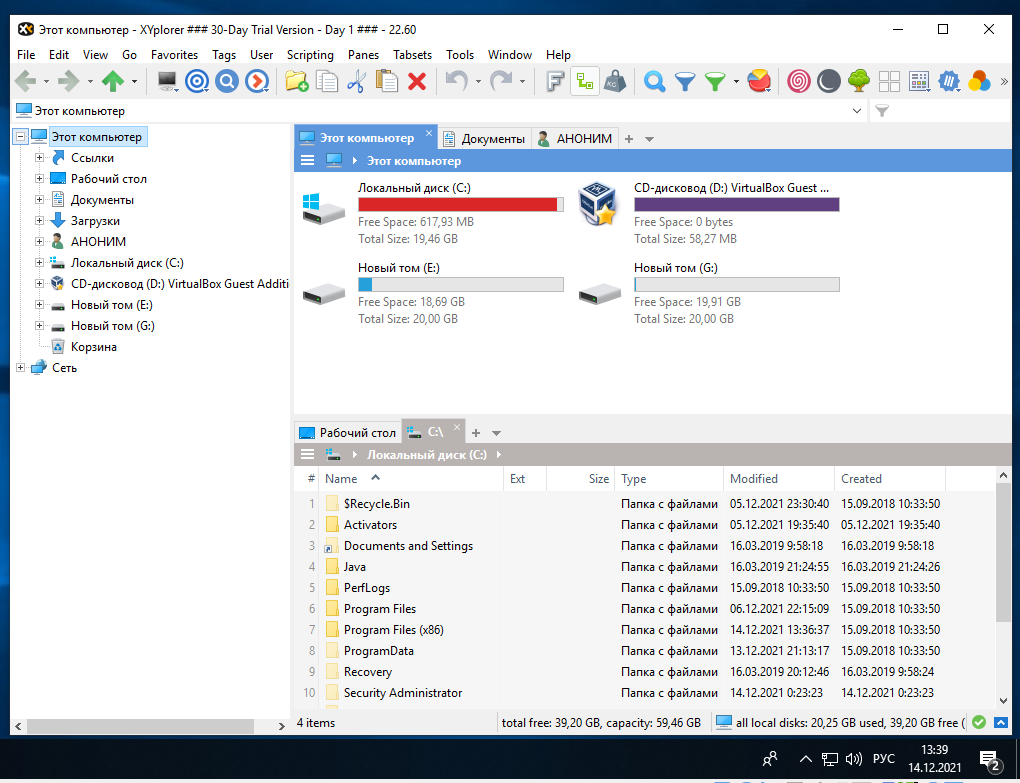 Этот компьютер - XYplorer ### 30-Day Trial Version - Day 1 ### - 22.60
File Edit View Go Favorites Tags User Scripting Panes Tabsets Tools Window Help
Этот компьютер
Этот компьютер
Ссылки
Рабочий стол
Документы
Загрузки
АНОНИМ
Локальный диск (C:)
CD-дисковод (D:) VirtualBox Guest Additi
Новый том (E:)
Новый том (G:)
Корзина
Сеть
Этот компьютер Документы АНОНИМ
Этот компьютер
Локальный диск (C:)
Free Space: 617,93 MB
Total Size: 19,46 GB
CD-дисковод (D:) VirtualBox Guest ...
Free Space: 0 bytes
Total Size: 58,27 MB
Новый том (E:)
Free Space: 18,69 GB
Total Size: 20,00 GB
Новый том (G:)
Free Space: 19,91 GB
Total Size: 20,00 GB
Рабочий стол C:\
Локальный диск (C:)
# Name Ext Size Type Modified Created
1 $Recycle.Bin Папка с файлами 05.12.2021 23:30:40 15.09.2018 10:33:50
2 Activators Папка с файлами 05.12.2021 19:35:40 05.12.2021 19:35:40
3 Documents and Settings Папка с файлами 16.03.2019 9:58:18 16.03.2019 9:58:18
4 Java Папка с файлами 16.03.2019 21:24:55 16.03.2019 21:24:26
5 PerfLogs Папка с файлами 15.09.2018 10:33:50 15.09.2018 10:33:50
6 Program Files Папка с файлами 06.12.2021 22:15:09 15.09.2018 10:33:50
7 Program Files (x86) Папка с файлами 14.12.2021 13:36:37 15.09.2018 10:33:50
8 ProgramData Папка с файлами 13.12.2021 21:13:17 15.09.2018 10:33:50
9 Recovery Папка с файлами 16.03.2019 20:12:46 16.03.2019 9:58:24
10 Security Administrator Папка с файлами 14.12.2021 0:23:23 14.12.2021 0:23:23
4 items total free: 39,20 GB, capacity: 59,46 GB all local disks: 20,25 GB used, 39,20 GB free (
РУС
13:39
14.12.2021
2